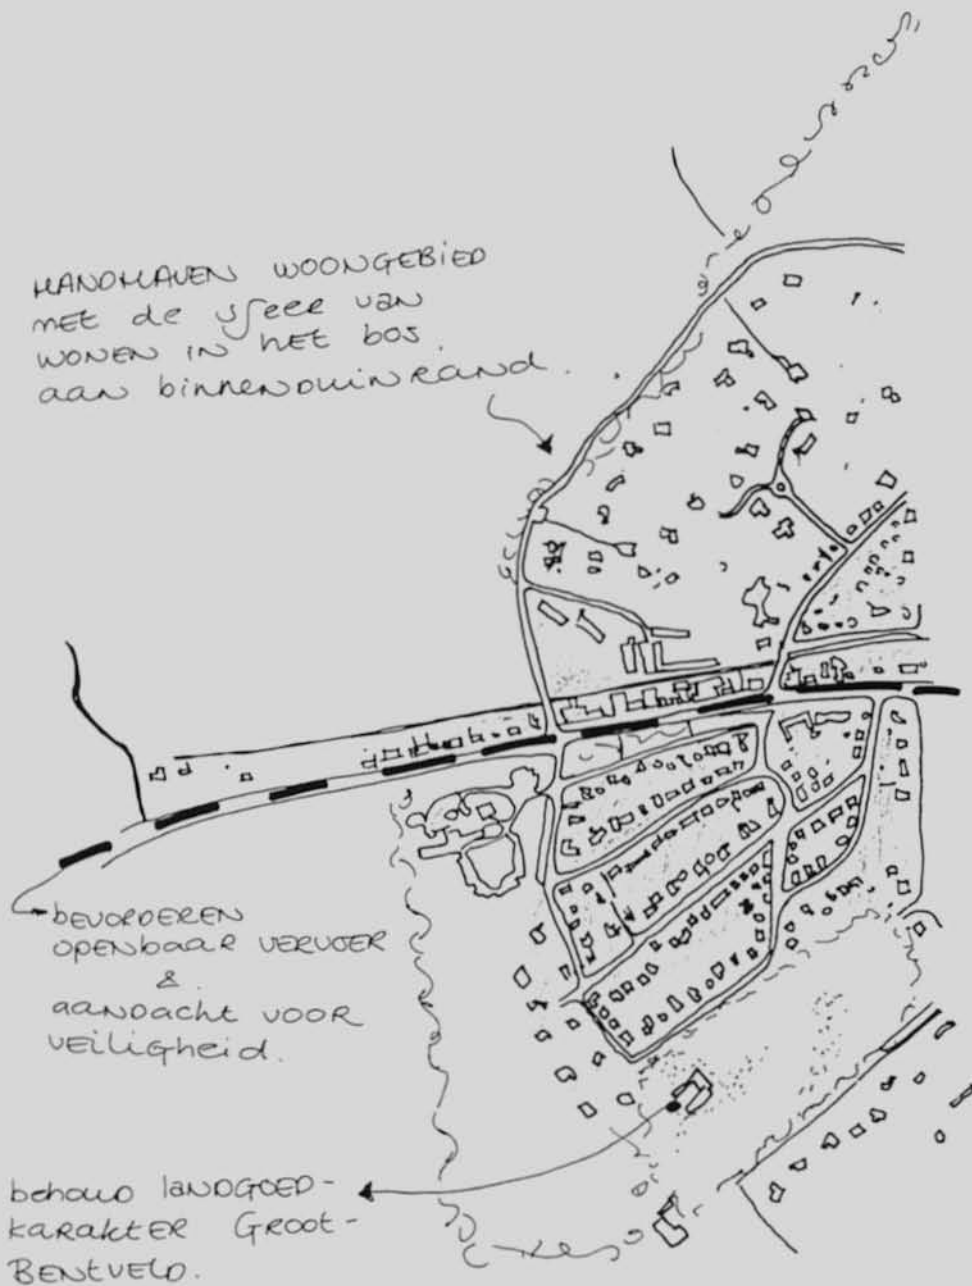 HANDHAVEN WOONGEBIED
MET de sfeer van
WONEN IN HET bos
aan binnenduinrand.
bevorderen
openbaar vervoer
&
aandacht voor
veiligheid.
behoud landgoed-
karakter Groot-
Bentveld.